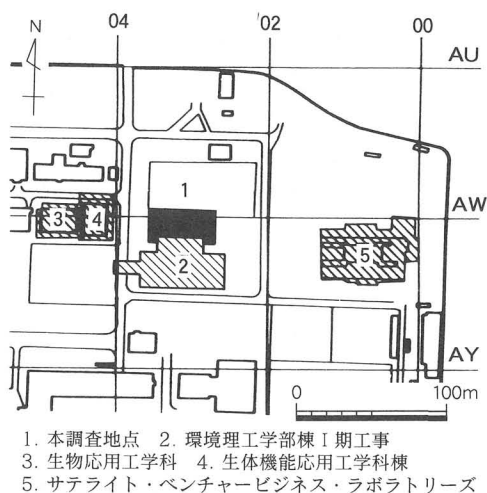 N
04
02
00
AU
1
AW
3
4
2
5
AY
0
100m
1. 本調査地点 2. 環境理工学部棟Ⅰ期工事
3. 生物応用工学科 4. 生体機能応用工学科棟
5. サテライト・ベンチャービジネス・ラボラトリーズ